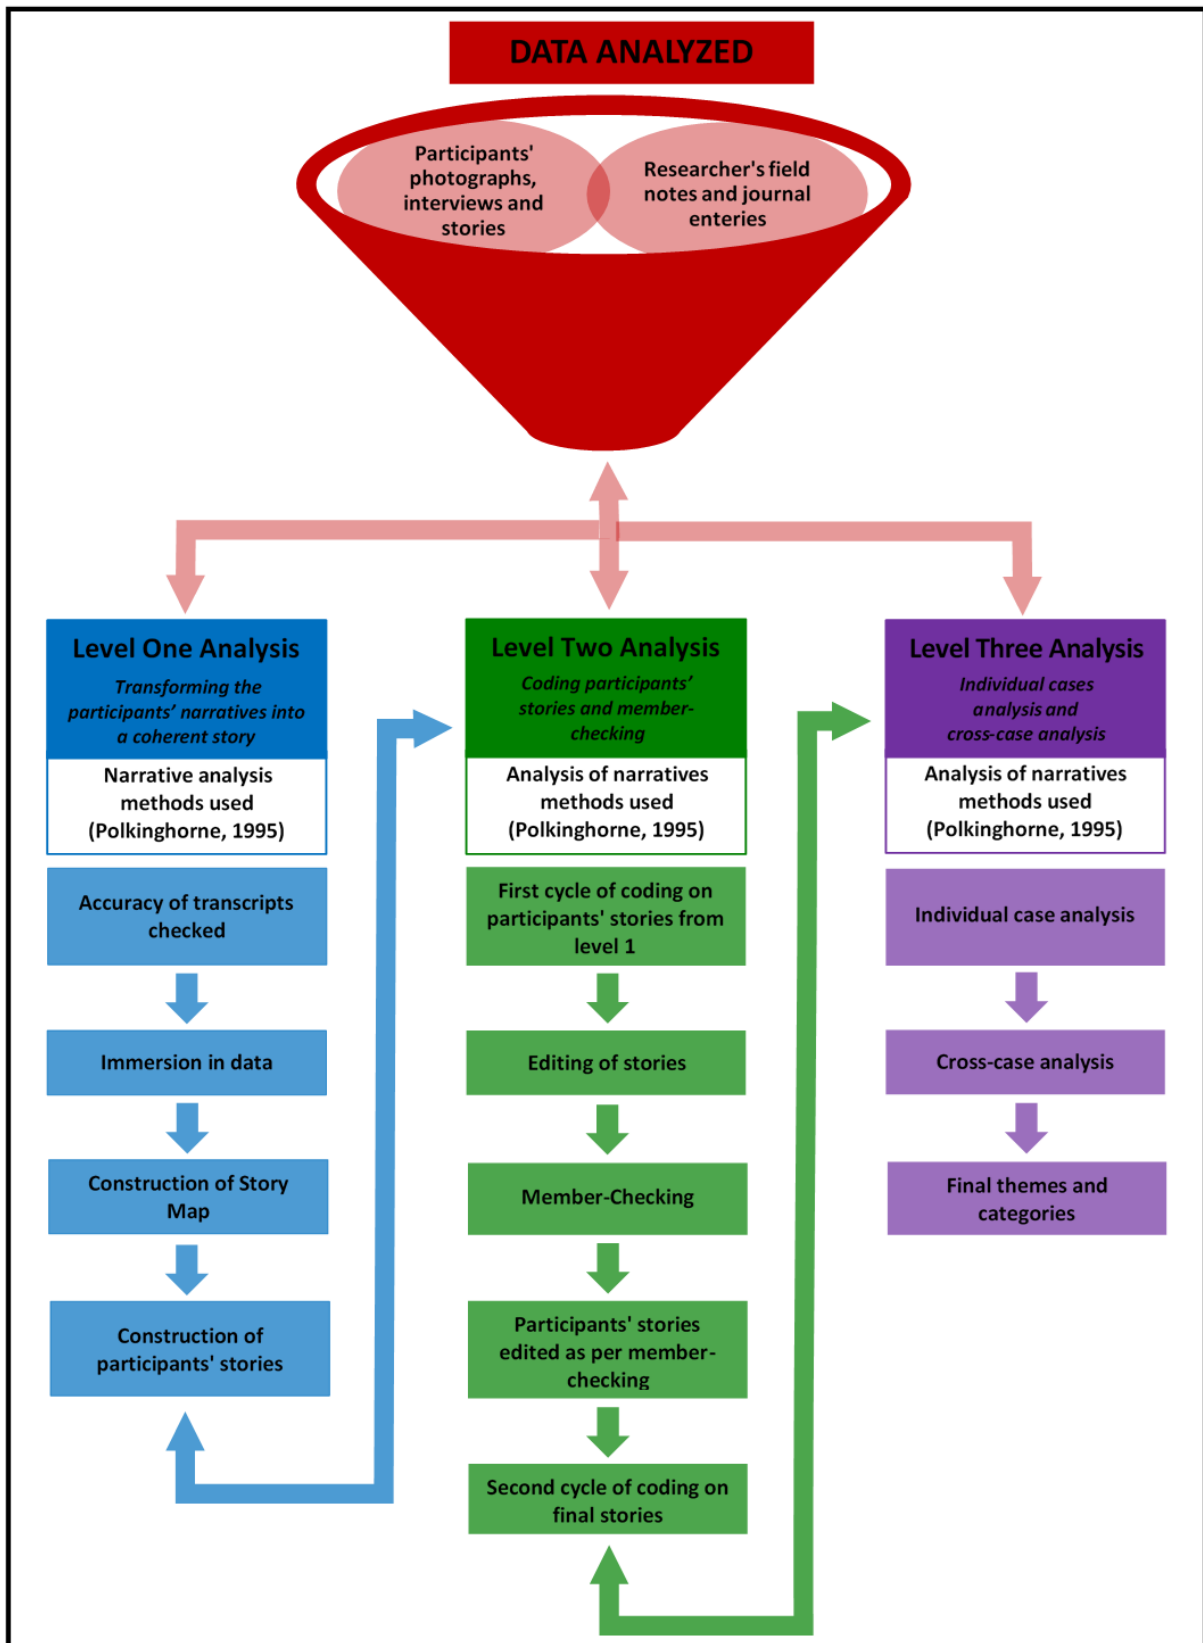 DATA ANALYZED
Participants'
photographs,
interviews and
stories
Researcher's field
notes and journal
enteries
Level One Analysis
Transforming the
participants’ narratives into
a coherent story
Narrative analysis
methods used
(Polkinghorne, 1995)
Accuracy of transcripts
checked
Immersion in data
Construction of Story
Map
Construction of
participants' stories
Level Two Analysis
Coding participants’
stories and member-
checking
Analysis of narratives
methods used
(Polkinghorne, 1995)
First cycle of coding on
participants' stories from
level 1
Editing of stories
Member-Checking
Participants' stories
edited as per member-
checking
Second cycle of coding on
final stories
Level Three Analysis
Individual cases
analysis and
cross-case analysis
Analysis of narratives
methods used
(Polkinghorne, 1995)
Individual case analysis
Cross-case analysis
Final themes and
categories